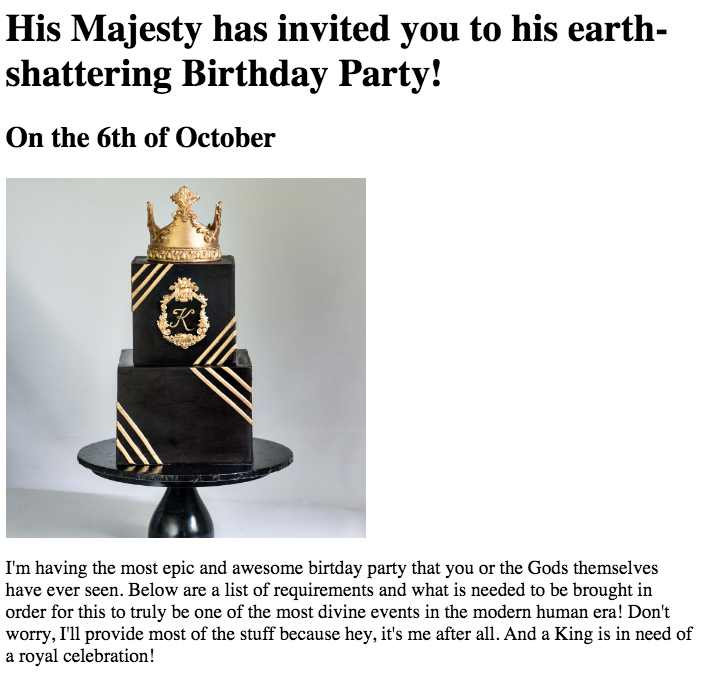 His Majesty has invited you to his earth-
shattering Birthday Party!
On the 6th of October
K
I'm having the most epic and awesome birtday party that you or the Gods themselves
have ever seen. Below are a list of requirements and what is needed to be brought in
order for this to truly be one of the most divine events in the modern human era! Don't
worry, I'll provide most of the stuff because hey, it's me after all. And a King is in need of
a royal celebration!